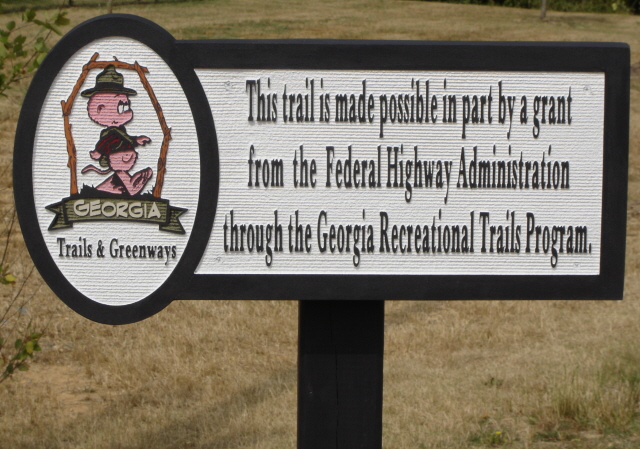 GEORGIA
Trails & Greenways
This trail is made possible in part by a grant
from the Federal Highway Administration
through the Georgia Recreational Trails Program.